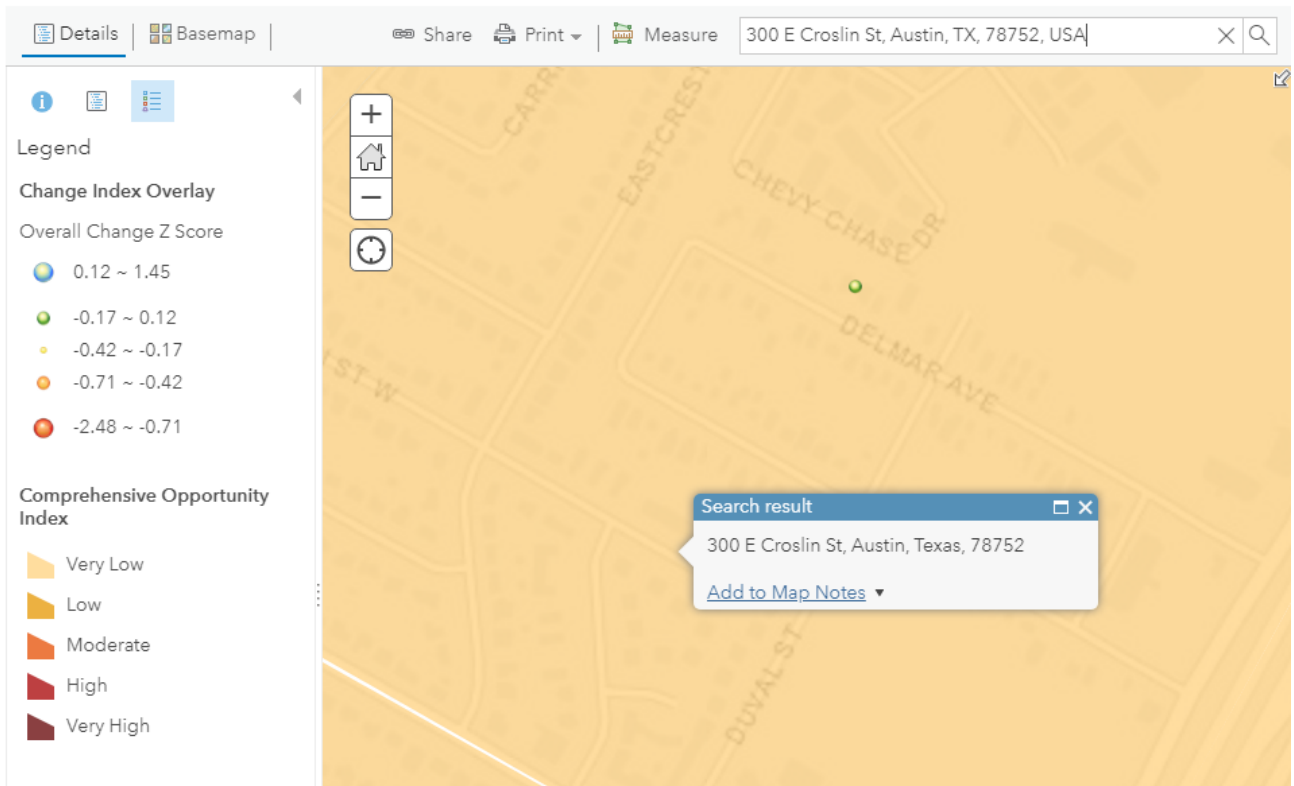 Details
Basemap
Share
Print
Measure
300 E Croslin St, Austin, TX, 78752, USA
Legend
Change Index Overlay
Overall Change Z Score
0.12 ~ 1.45
-0.17 ~ 0.12
-0.42 ~ -0.17
-0.71 ~ -0.42
-2.48 ~ -0.71
Comprehensive Opportunity
Index
Very Low
Low
Moderate
High
Very High
EASTCREST
CHEVY CHASE DR
DELMAR AVE
ST W
Search result
300 E Croslin St, Austin, Texas, 78752
Add to Map Notes
DUVAL ST